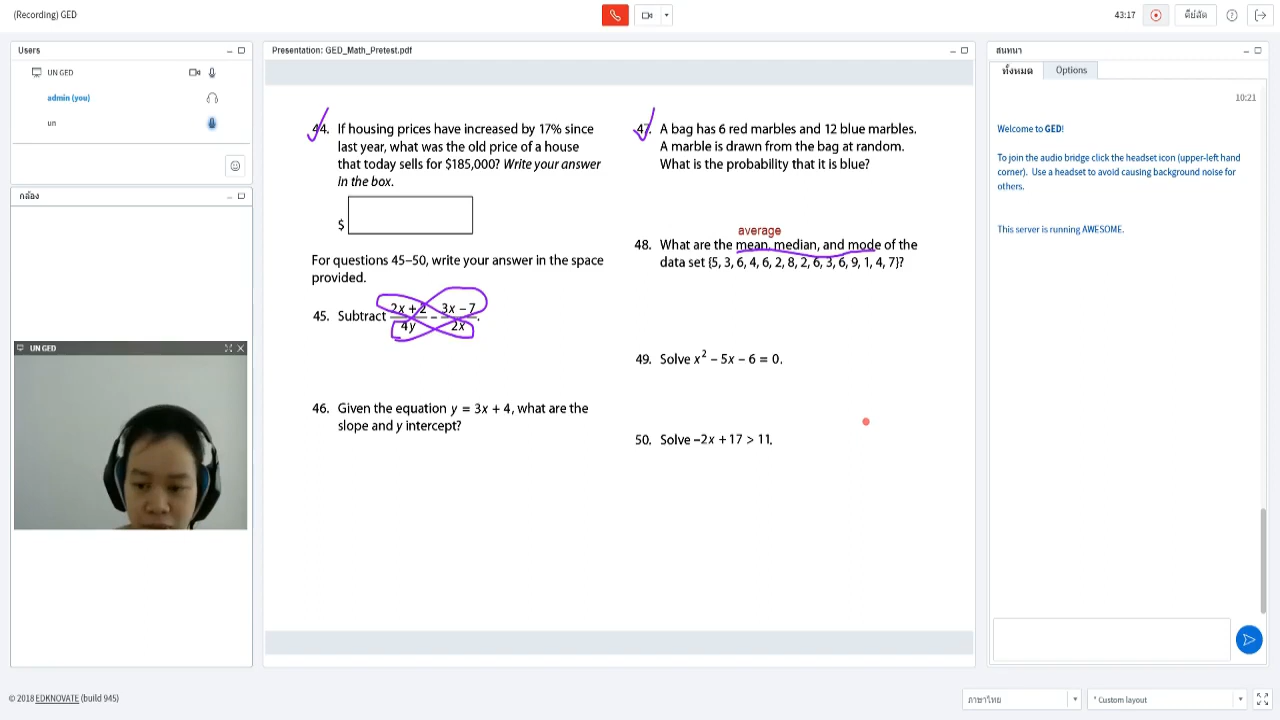 (Recording) GED
43:17
คีย์ลัด
Users
UN GED
admin (you)
un
กล้อง
UN GED
Presentation: GED_Math_Pretest.pdf
44. If housing prices have increased by 17% since
last year, what was the old price of a house
that today sells for $185,000? Write your answer
in the box.
$
For questions 45–50, write your answer in the space
provided.
45. Subtract (2x + 2)/4y – (3x – 7)/2x.
46. Given the equation y = 3x + 4, what are the
slope and y intercept?
47. A bag has 6 red marbles and 12 blue marbles.
A marble is drawn from the bag at random.
What is the probability that it is blue?
average
48. What are the mean, median, and mode of the
data set {5, 3, 6, 4, 6, 2, 8, 2, 6, 3, 6, 9, 1, 4, 7}?
49. Solve x² – 5x – 6 = 0.
50. Solve –2x + 17 > 11.
สนทนา
ทั้งหมด
Options
10:21
Welcome to GED!
To join the audio bridge click the headset icon (upper-left hand
corner). Use a headset to avoid causing background noise for
others.
This server is running AWESOME.
© 2018 EDKNOVATE (build 945)
ภาษาไทย
* Custom layout